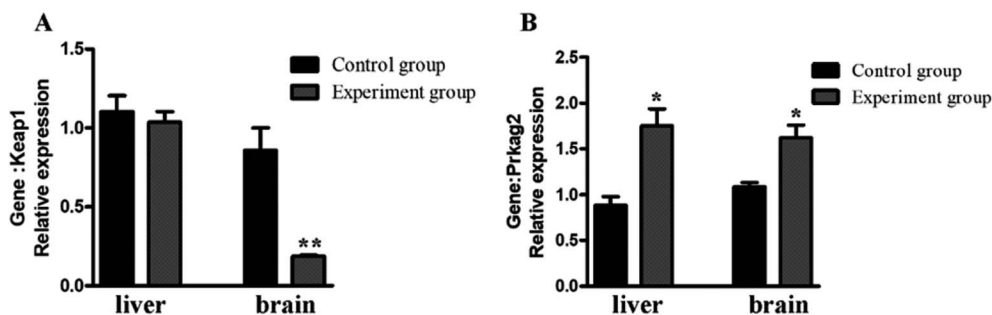 A
Gene :Keap1
Relative expression
1.5
1.0
0.5
0.0
Control group
Experiment group
**
liver brain
B
Gene:Prkag2
Relative expression
2.5
2.0
1.5
1.0
0.5
0.0
Control group
Experiment group
* *
liver brain